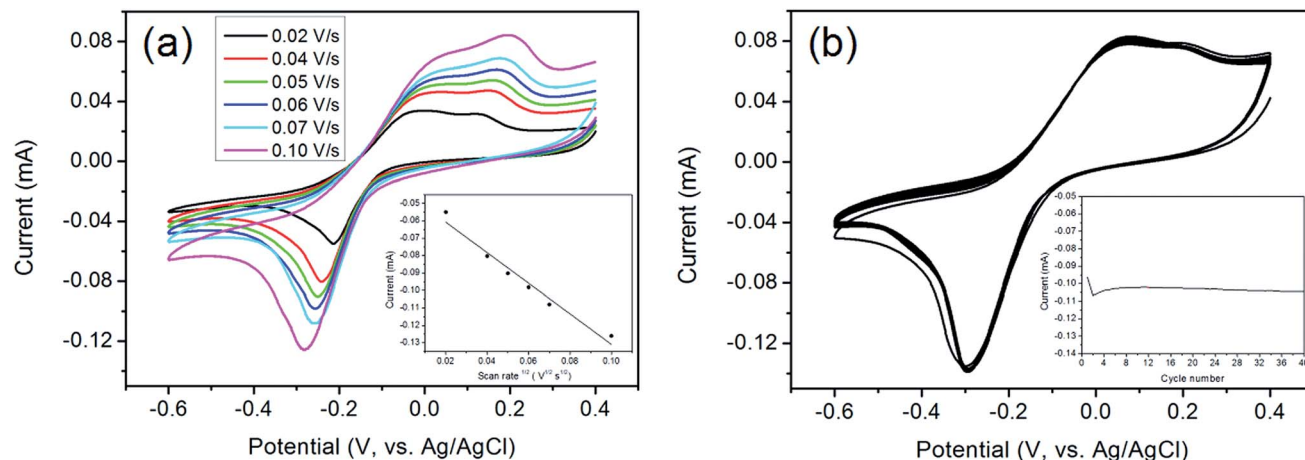 (a)
0.02 V/s
0.04 V/s
0.05 V/s
0.06 V/s
0.07 V/s
0.10 V/s
0.08
0.04
0.00
-0.04
-0.08
-0.12
Current (mA)
-0.6 -0.4 -0.2 0.0 0.2 0.4
Potential (V, vs. Ag/AgCl)
-0.05
-0.06
-0.07
-0.08
-0.09
-0.10
-0.11
-0.12
-0.13
Current (mA)
0.02 0.04 0.06 0.08 0.10
Scan rate 1/2 ( V1/2 s1/2)
(b)
0.08
0.04
0.00
-0.04
-0.08
-0.12
Current (mA)
-0.6 -0.4 -0.2 0.0 0.2 0.4
Potential (V, vs. Ag/AgCl)
-0.05
-0.06
-0.07
-0.08
-0.09
-0.10
-0.11
-0.12
-0.13
-0.14
Current (mA)
0 4 8 12 16 20 24 28 32 36 40
Cycle number